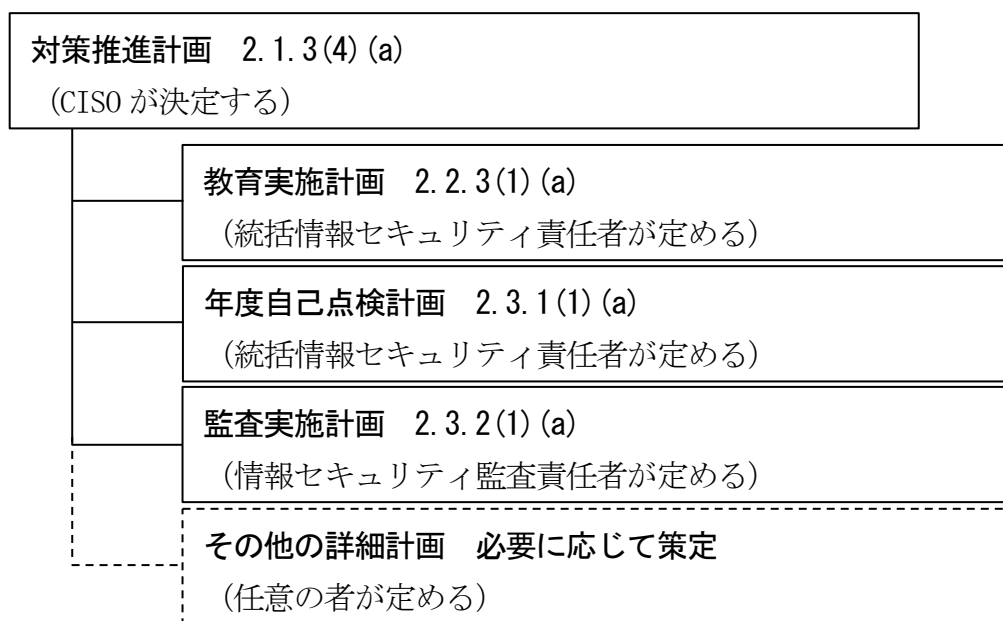 対策推進計画　2.1.3(4)(a)
（CISOが決定する）
教育実施計画　2.2.3(1)(a)
（統括情報セキュリティ責任者が定める）
年度自己点検計画　2.3.1(1)(a)
（統括情報セキュリティ責任者が定める）
監査実施計画　2.3.2(1)(a)
（情報セキュリティ監査責任者が定める）
その他の詳細計画　必要に応じて策定
（任意の者が定める）